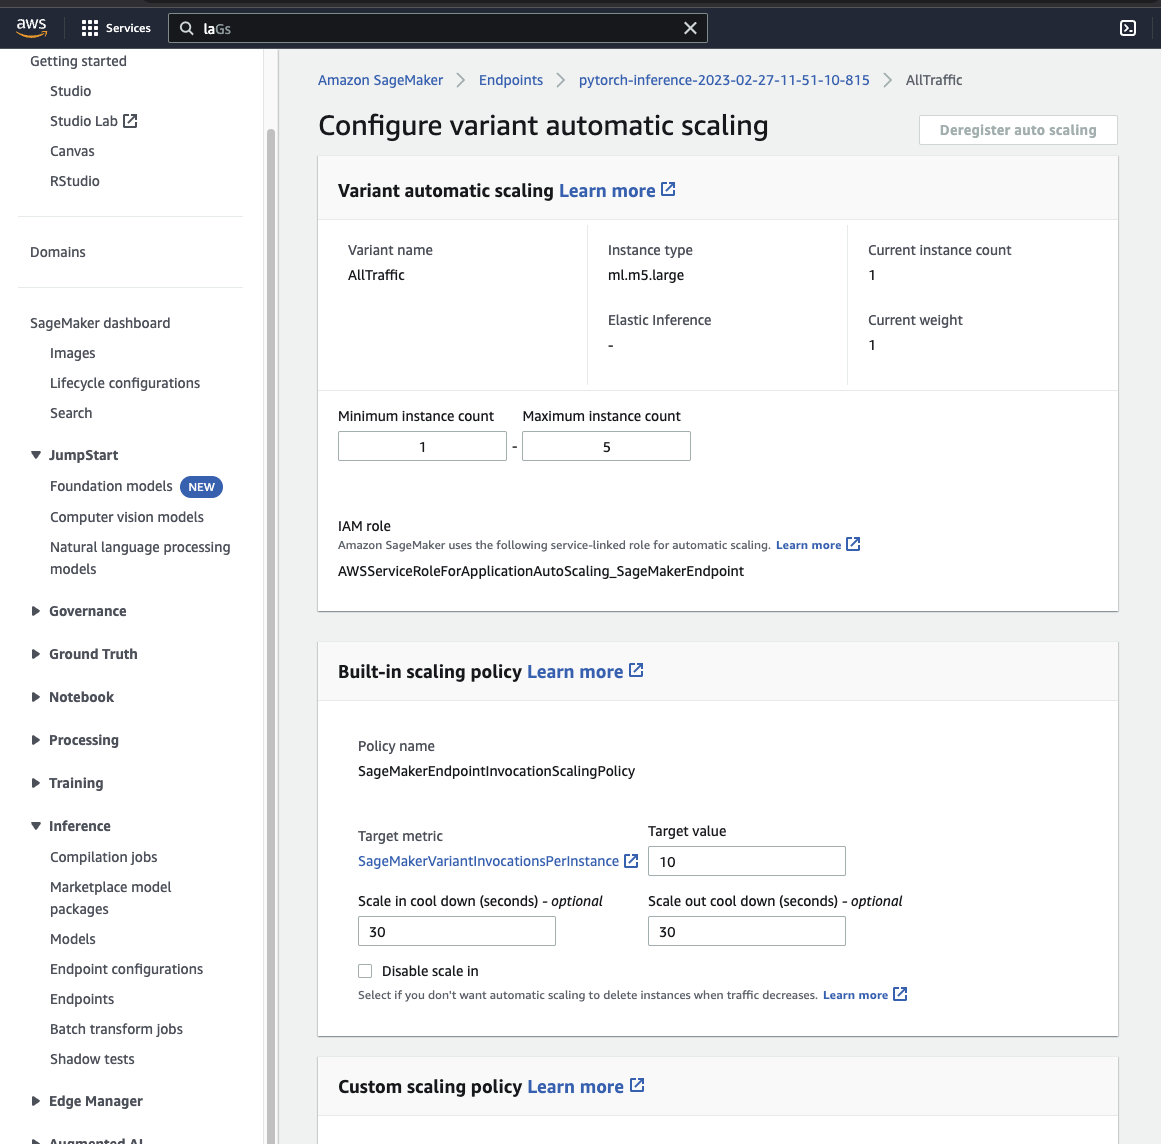 aws
Services
laGs
Getting started
Studio
Studio Lab
Canvas
RStudio
Domains
SageMaker dashboard
Images
Lifecycle configurations
Search
JumpStart
Foundation models NEW
Computer vision models
Natural language processing
models
Governance
Ground Truth
Notebook
Processing
Training
Inference
Compilation jobs
Marketplace model
packages
Models
Endpoint configurations
Endpoints
Batch transform jobs
Shadow tests
Edge Manager
Augmented AI
Amazon SageMaker > Endpoints > pytorch-inference-2023-02-27-11-51-10-815 > AllTraffic
Configure variant automatic scaling
Deregister auto scaling
Variant automatic scaling Learn more
Variant name
AllTraffic
Instance type
ml.m5.large
Elastic Inference
-
Current instance count
1
Current weight
1
Minimum instance count
1
-
Maximum instance count
5
IAM role
Amazon SageMaker uses the following service-linked role for automatic scaling. Learn more
AWSServiceRoleForApplicationAutoScaling_SageMakerEndpoint
Built-in scaling policy Learn more
Policy name
SageMakerEndpointInvocationScalingPolicy
Target metric
SageMakerVariantInvocationsPerInstance
Target value
10
Scale in cool down (seconds) - optional
30
Scale out cool down (seconds) - optional
30
Disable scale in
Select if you don't want automatic scaling to delete instances when traffic decreases. Learn more
Custom scaling policy Learn more